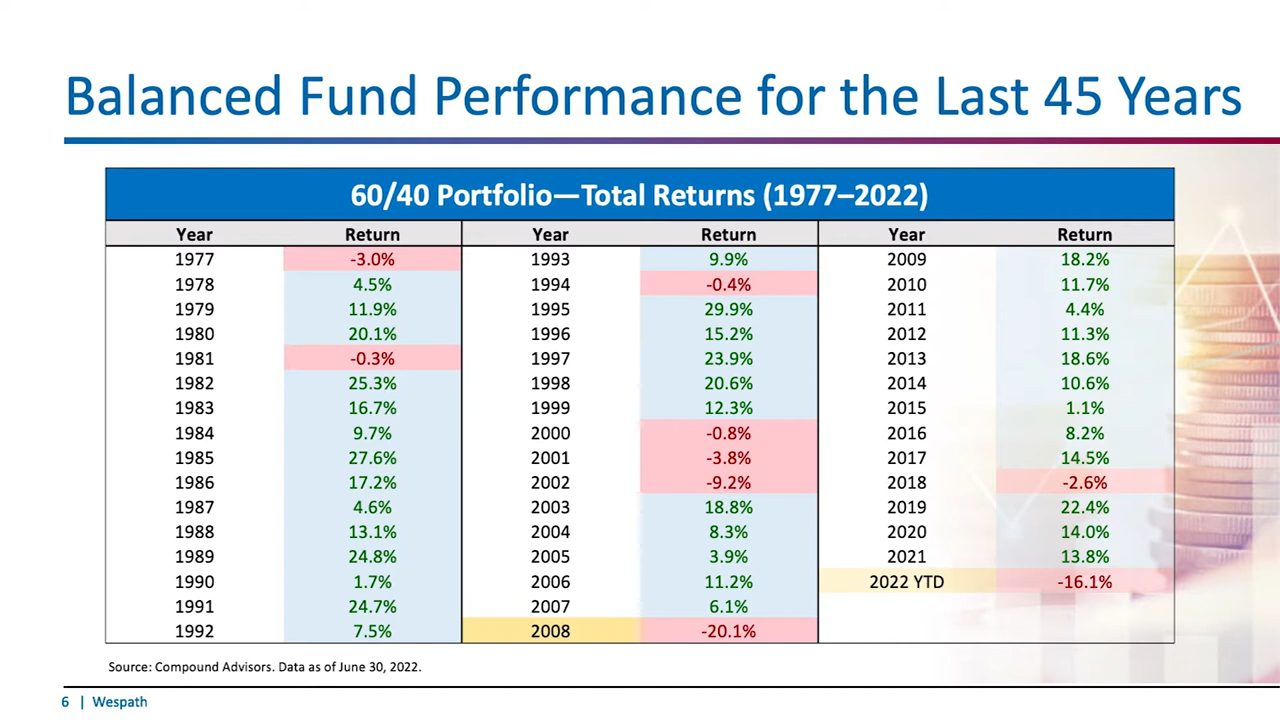 Balanced Fund Performance for the Last 45 Years
60/40 Portfolio—Total Returns (1977–2022)
Year Return Year Return Year Return
1977 -3.0% 1993 9.9% 2009 18.2%
1978 4.5% 1994 -0.4% 2010 11.7%
1979 11.9% 1995 29.9% 2011 4.4%
1980 20.1% 1996 15.2% 2012 11.3%
1981 -0.3% 1997 23.9% 2013 18.6%
1982 25.3% 1998 20.6% 2014 10.6%
1983 16.7% 1999 12.3% 2015 1.1%
1984 9.7% 2000 -0.8% 2016 8.2%
1985 27.6% 2001 -3.8% 2017 14.5%
1986 17.2% 2002 -9.2% 2018 -2.6%
1987 4.6% 2003 18.8% 2019 22.4%
1988 13.1% 2004 8.3% 2020 14.0%
1989 24.8% 2005 3.9% 2021 13.8%
1990 1.7% 2006 11.2% 2022 YTD -16.1%
1991 24.7% 2007 6.1%
1992 7.5% 2008 -20.1%
Source: Compound Advisors. Data as of June 30, 2022.
6 | Wespath